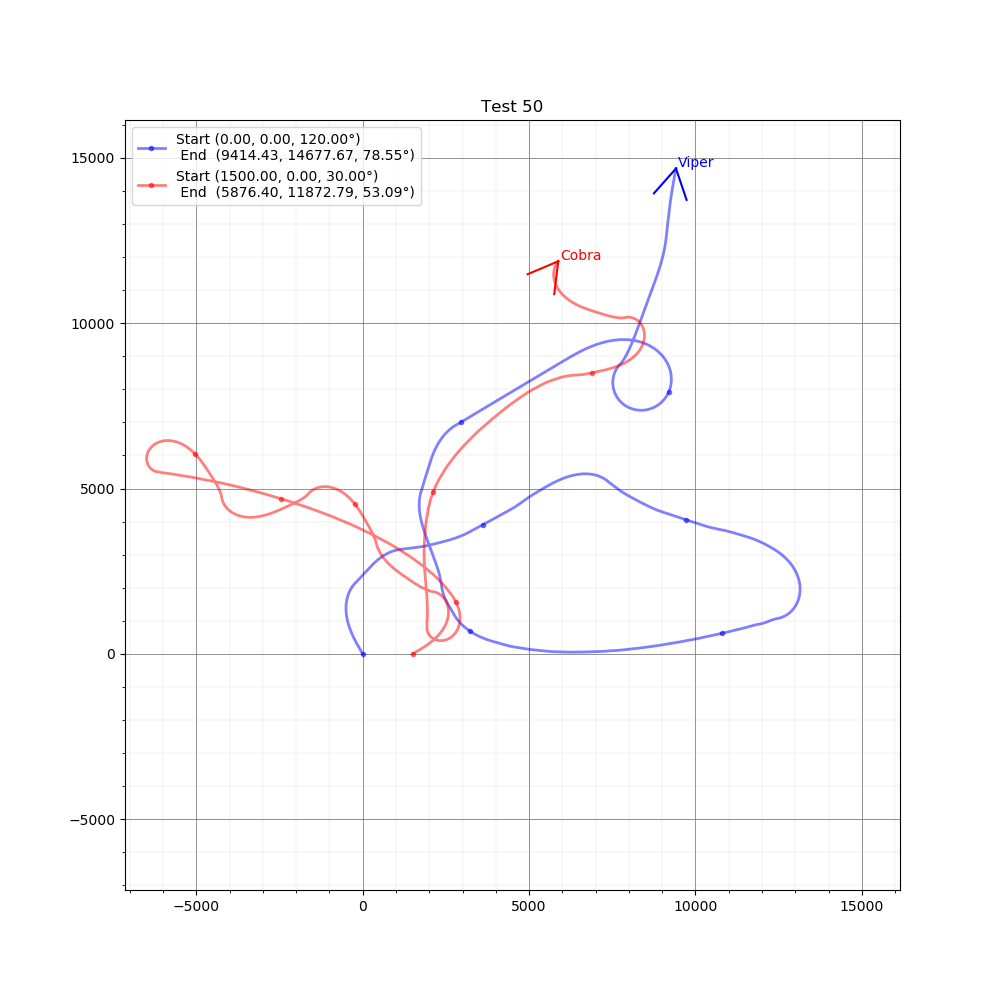 Test 50
Start (0.00, 0.00, 120.00°)
End  (9414.43, 14677.67, 78.55°)
Start (1500.00, 0.00, 30.00°)
End  (5876.40, 11872.79, 53.09°)
Viper
Cobra
15000
10000
5000
0
−5000
−5000
0
5000
10000
15000